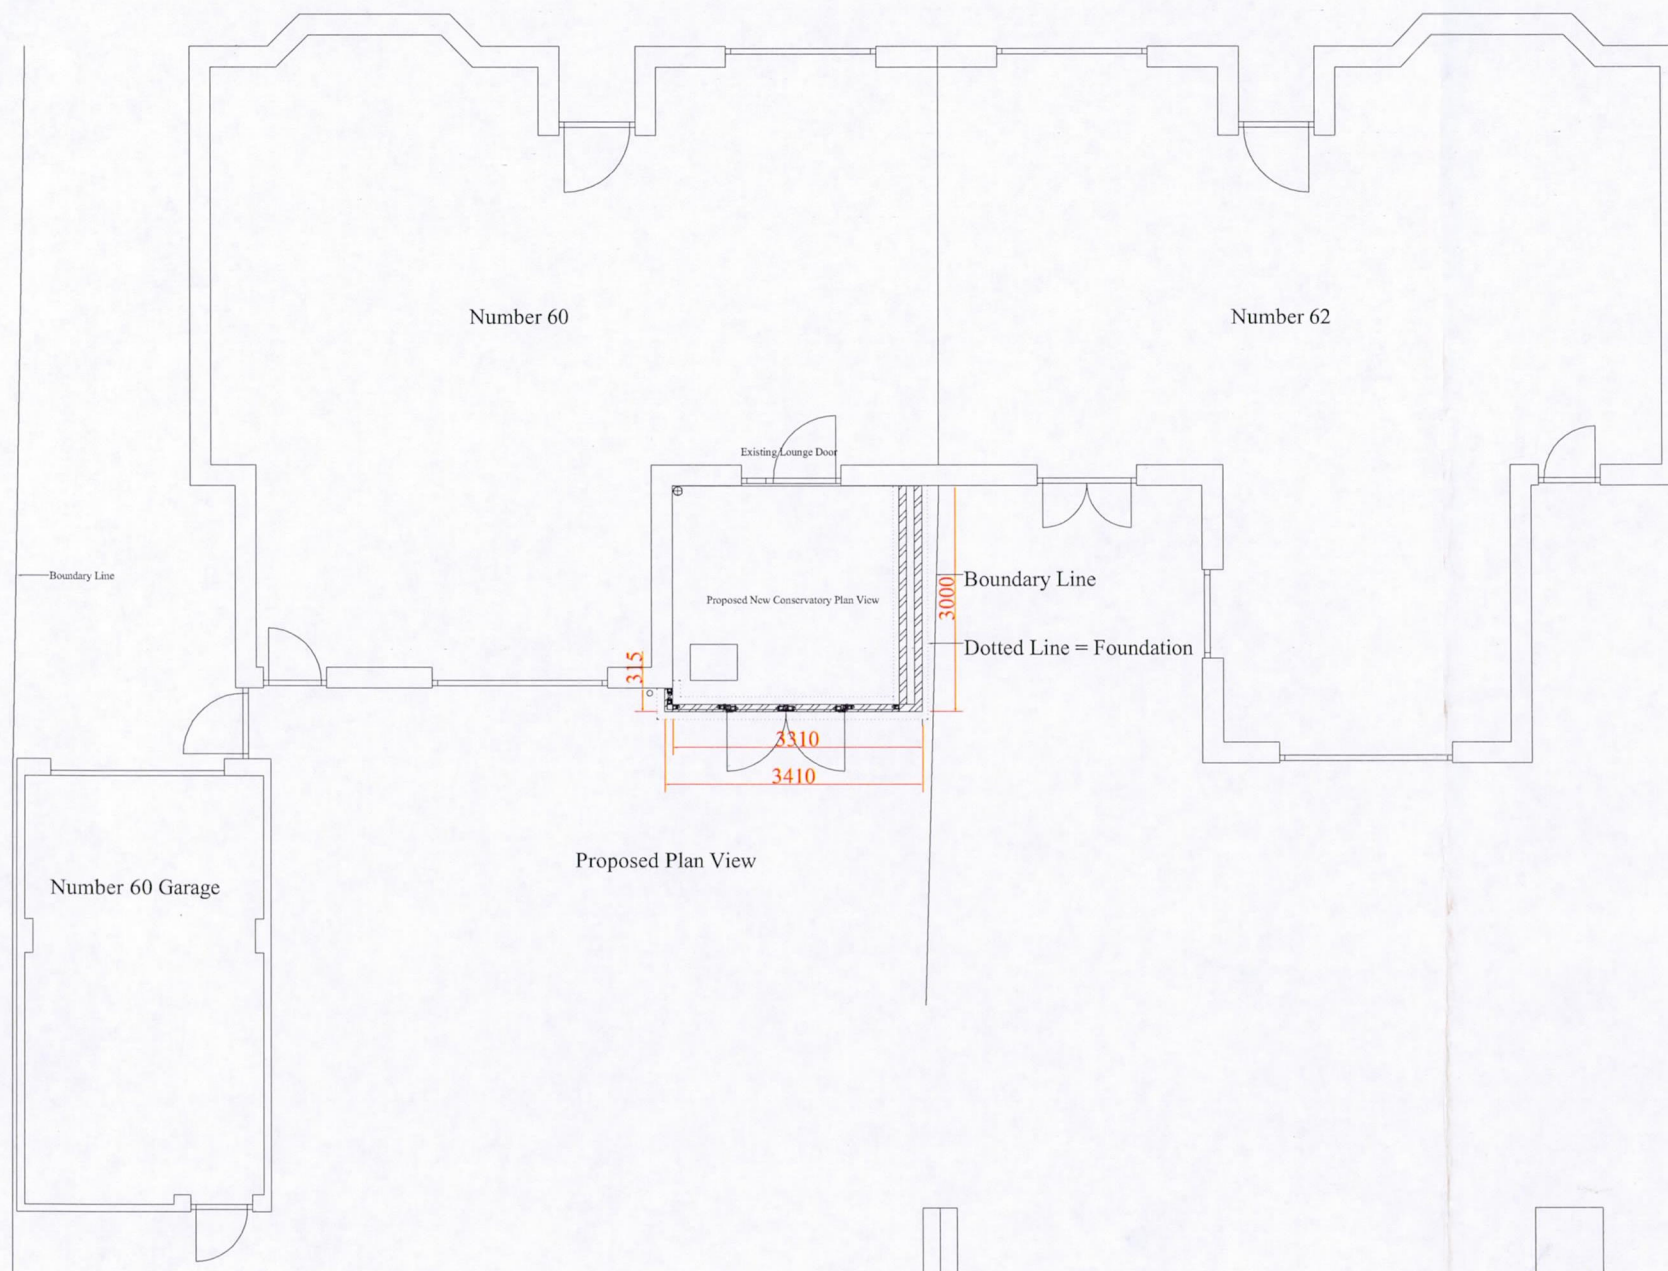 Number 60
Number 62
Existing Lounge Door
Boundary Line
Boundary Line
Proposed New Conservatory Plan View
3000
Dotted Line = Foundation
315
3310
3410
Proposed Plan View
Number 60 Garage